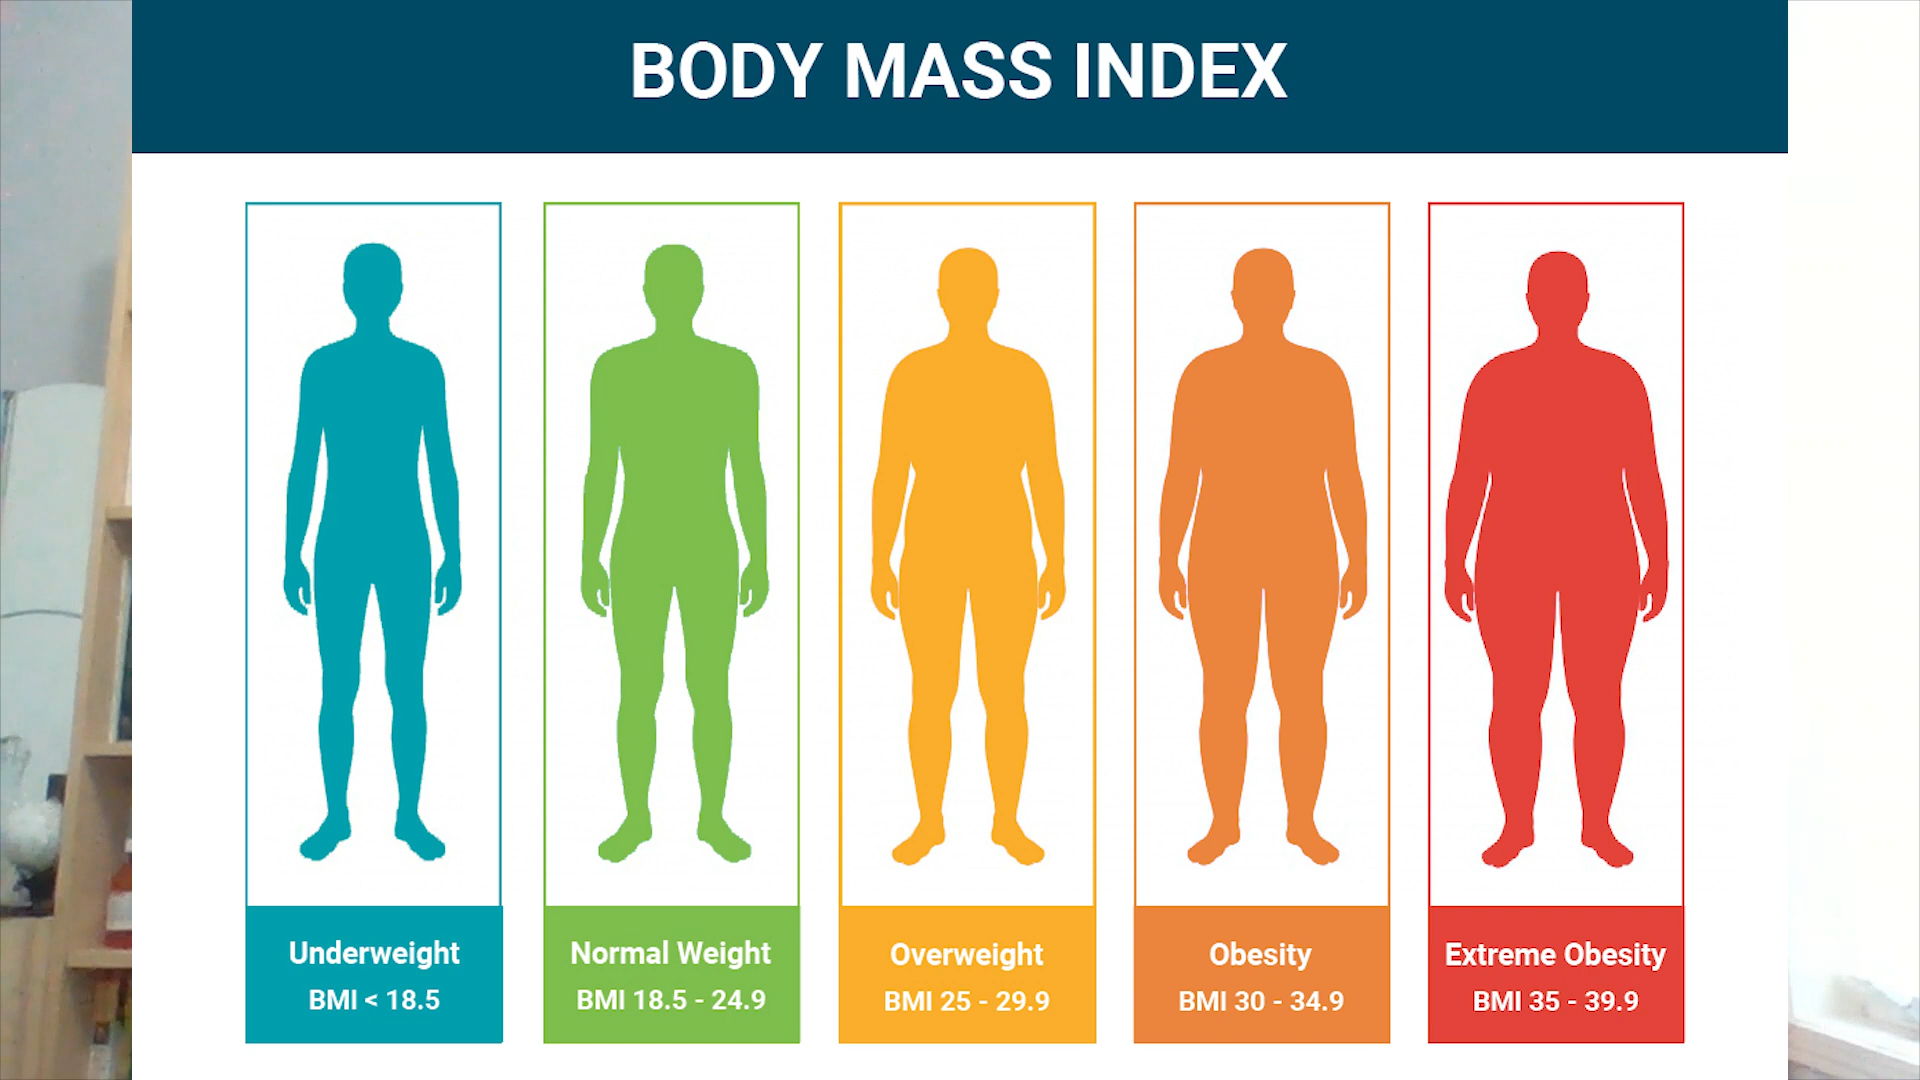 BODY MASS INDEX
Underweight
BMI < 18.5
Normal Weight
BMI 18.5 - 24.9
Overweight
BMI 25 - 29.9
Obesity
BMI 30 - 34.9
Extreme Obesity
BMI 35 - 39.9